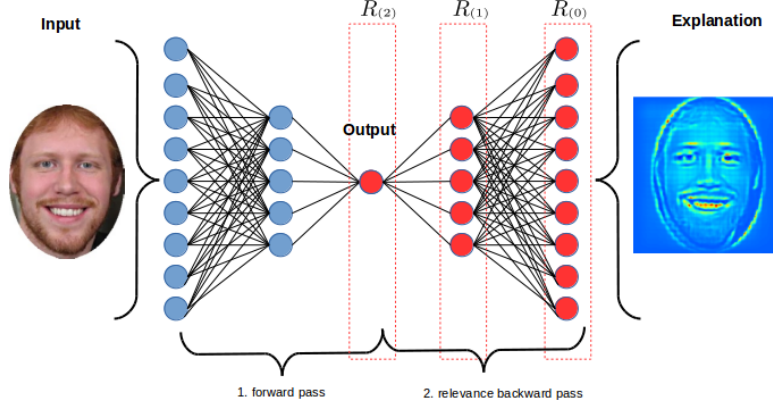 R(2)
R(1)
R(0)
Input
Explanation
Output
1. forward pass
2. relevance backward pass